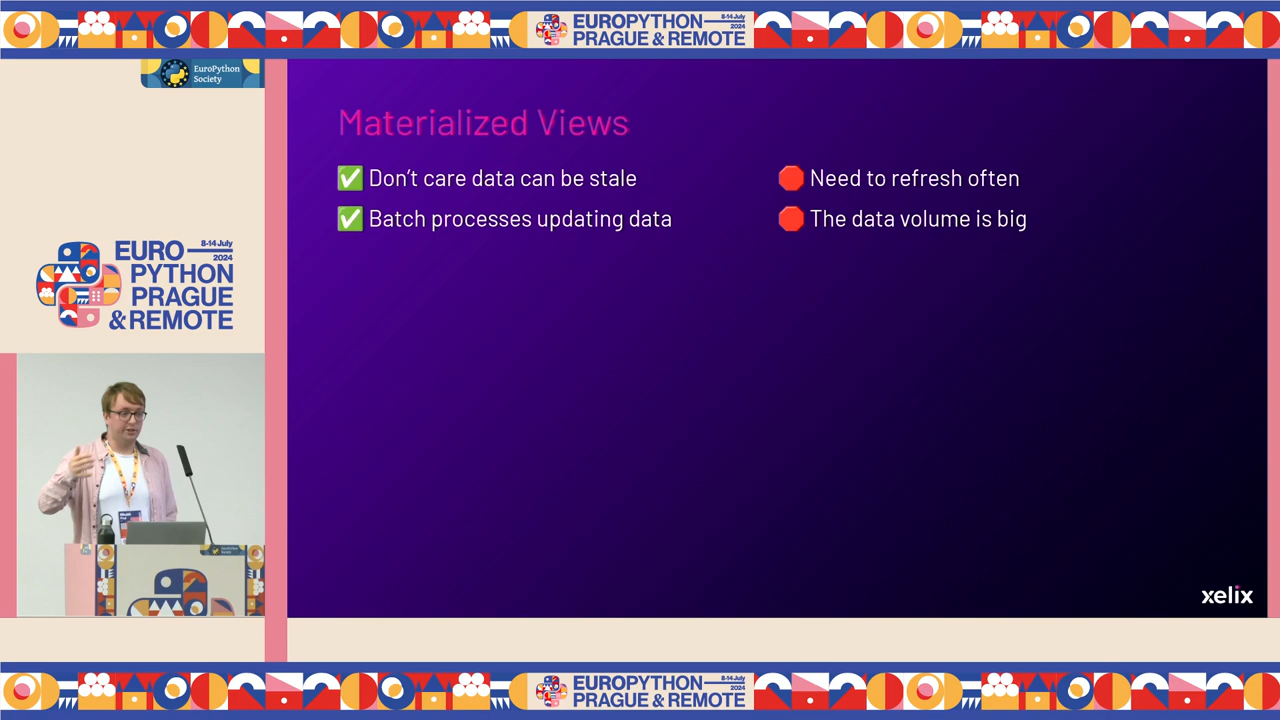 EUROPYTHON
8-14 July
2024
PRAGUE & REMOTE
EuroPython
Society
EURO
8-14 July
2024
PYTHON
PRAGUE
& REMOTE
Materialized Views
Don't care data can be stale
Batch processes updating data
Need to refresh often
The data volume is big
xelix
EUROPYTHON
8-14 July
2024
PRAGUE & REMOTE